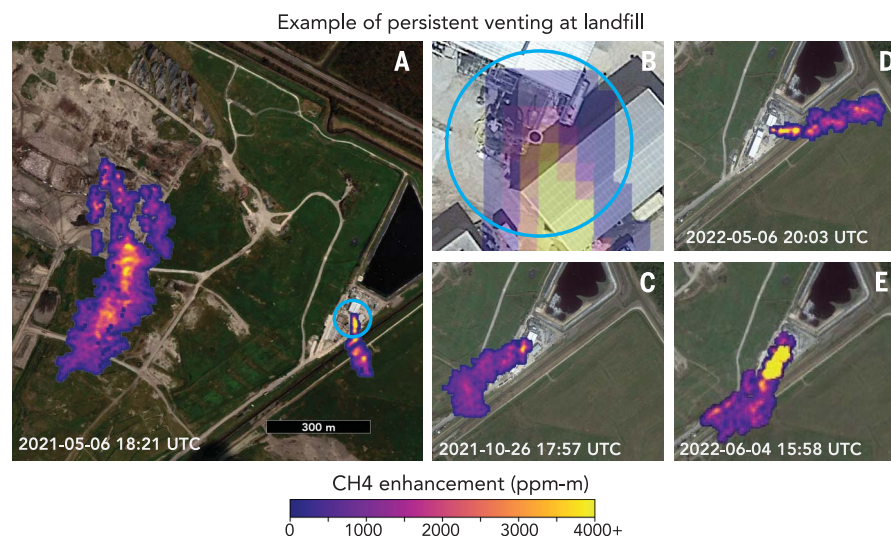 Example of persistent venting at landfill
A
300 m
2021-05-06 18:21 UTC
B
C
2021-10-26 17:57 UTC
D
2022-05-06 20:03 UTC
E
2022-06-04 15:58 UTC
CH4 enhancement (ppm-m)
0 1000 2000 3000 4000+